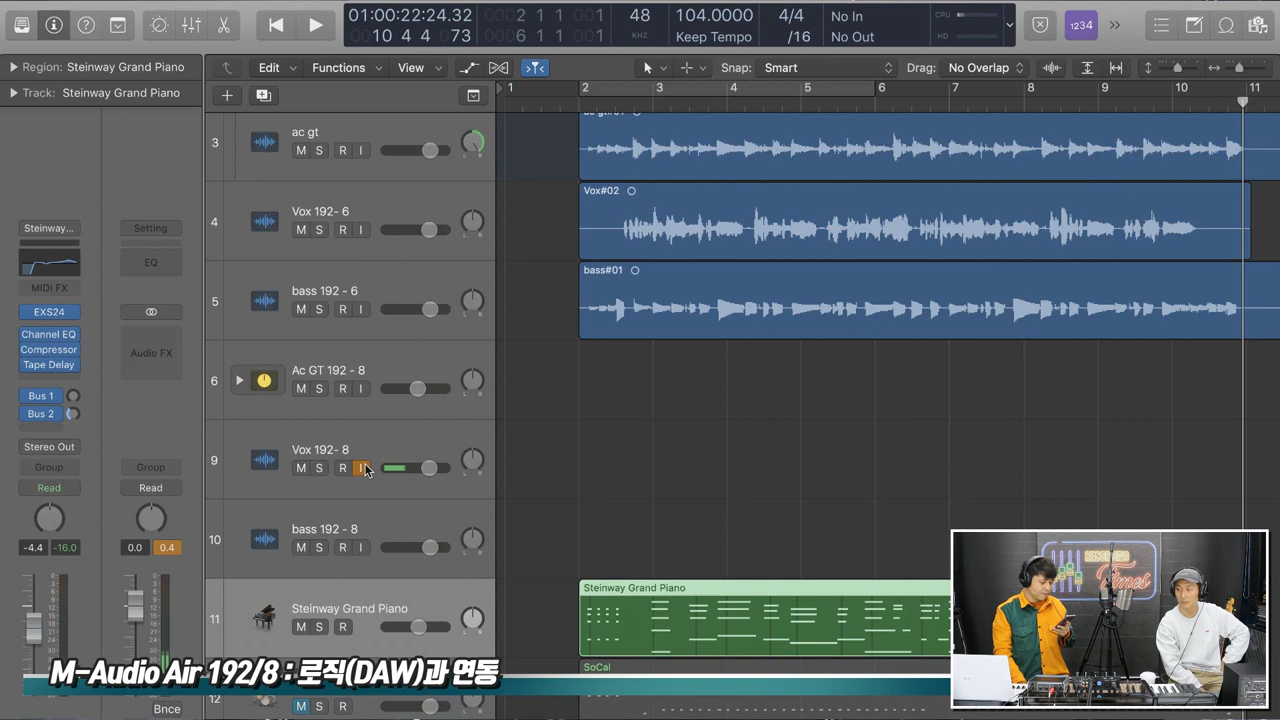 01:00:22:24.32
0010 4 4 073
0002 1 1 001
0006 1 1 001
48
KHZ
104.0000
Keep Tempo
4/4
/16
No In
No Out
CPU
HD
1234
Region: Steinway Grand Piano
Track: Steinway Grand Piano
Edit
Functions
View
Snap: Smart
Drag: No Overlap
1 2 3 4 5 6 7 8 9 10 11
3
ac gt
M S R I
4
Vox 192- 6
M S R I
Vox#02
5
bass 192 - 6
M S R I
bass#01
6
Ac GT 192 - 8
M S R I
9
Vox 192- 8
M S R I
10
bass 192 - 8
M S R I
11
Steinway Grand Piano
M S R
Steinway Grand Piano
SoCal
12
M S R
Steinway...
Setting
EQ
MIDI FX
EXS24
Channel EQ
Compressor
Tape Delay
Audio FX
Bus 1
Bus 2
Stereo Out
Group
Group
Read
Read
-4.4 -16.0
0.0 0.4
Bnce
Times
M-Audio Air 192/8 : 로직(DAW)과 연동